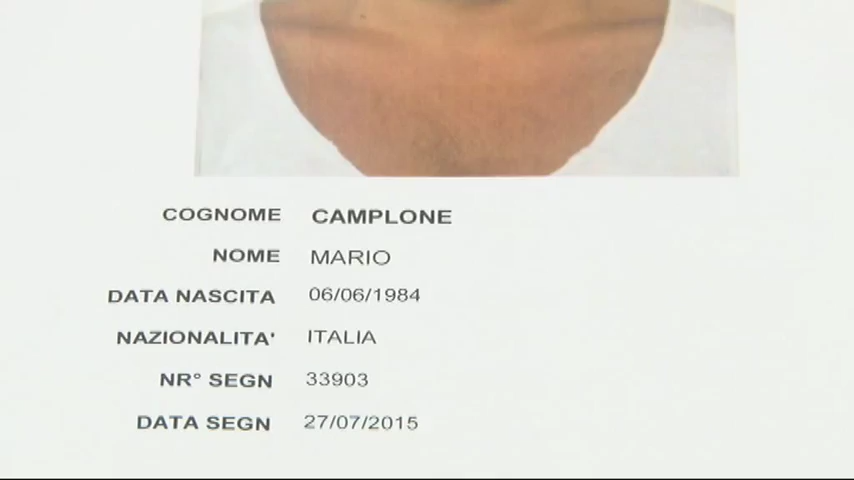 COGNOME CAMPLONE
NOME MARIO
DATA NASCITA 06/06/1984
NAZIONALITA' ITALIA
NR° SEGN 33903
DATA SEGN 27/07/2015